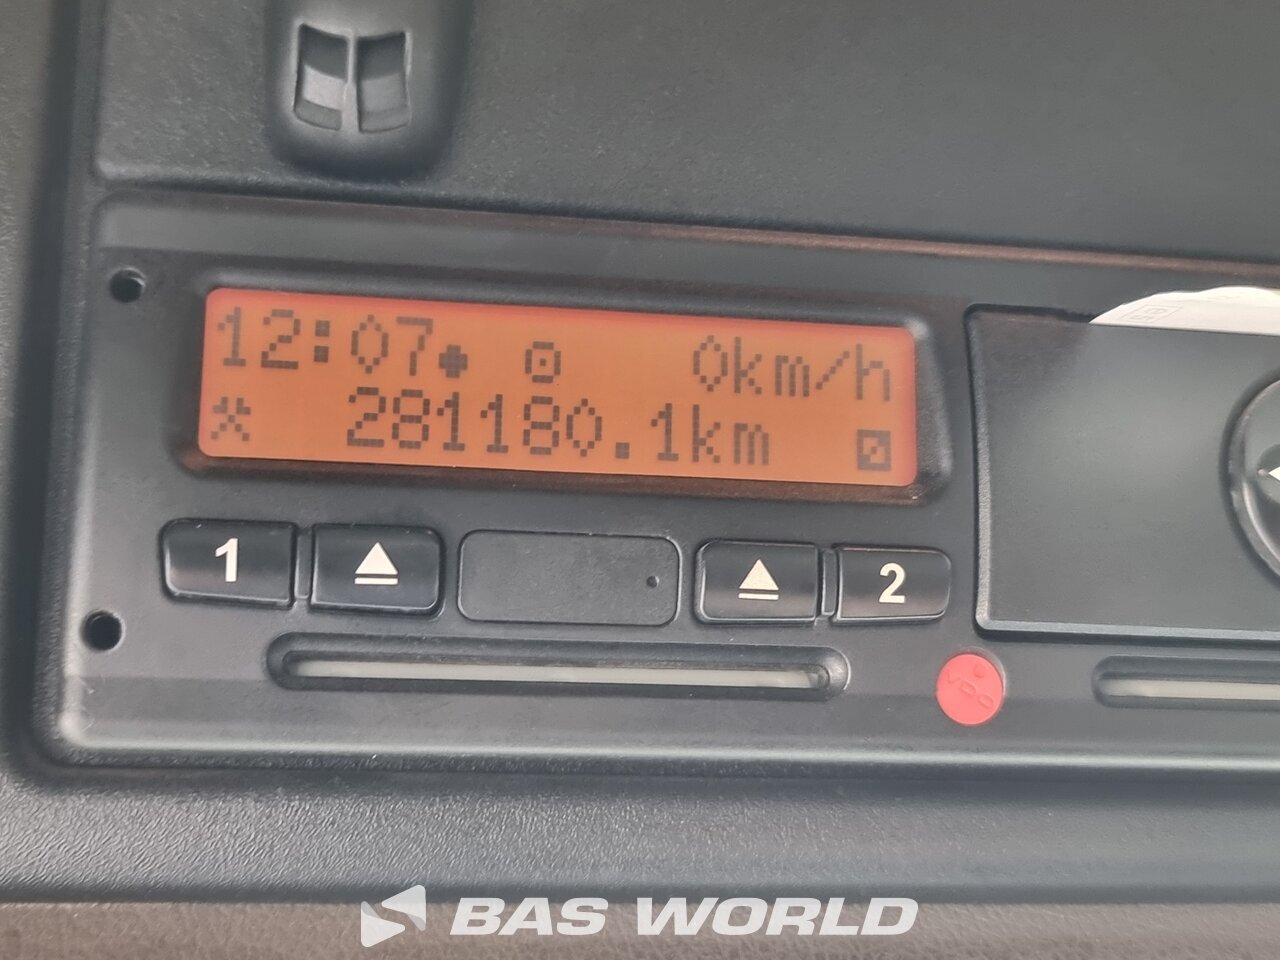 12:07 0km/h
281180.1km
1 2
VDO
BAS WORLD